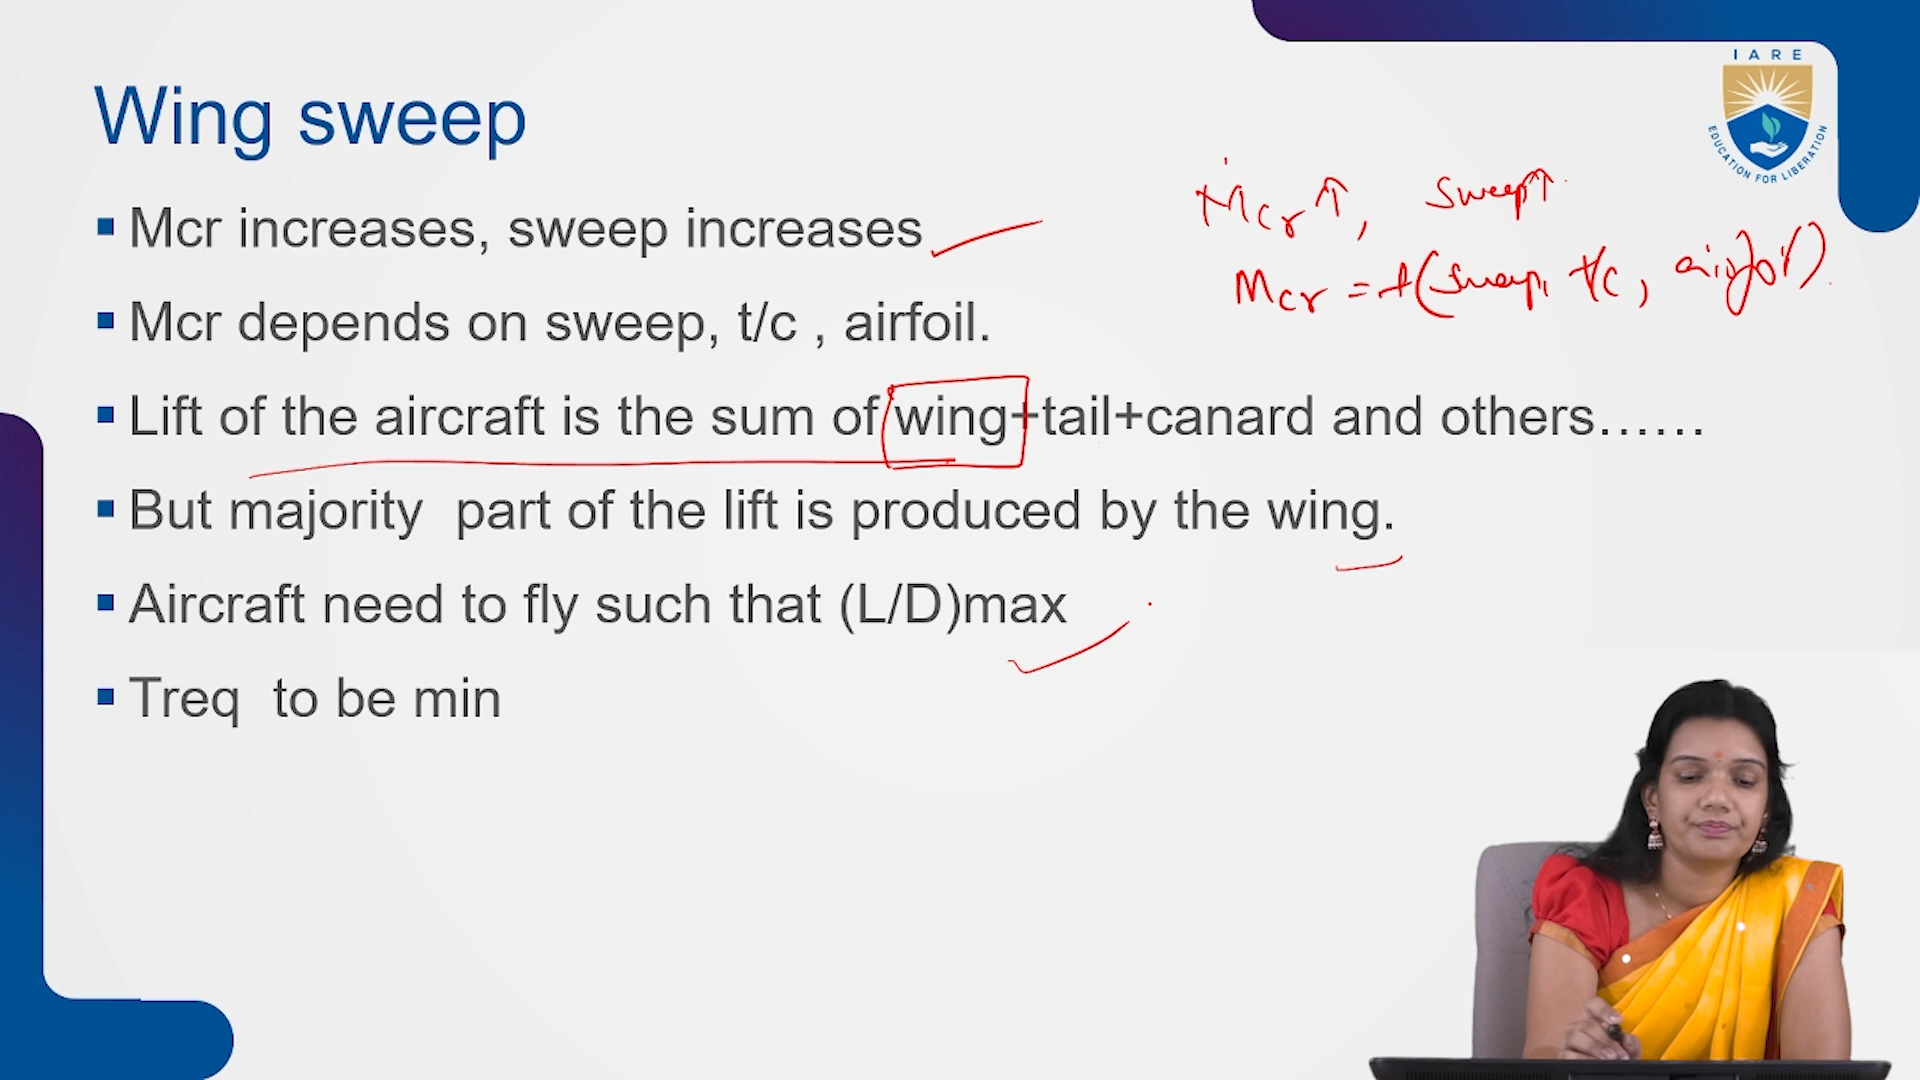 IARE
EDUCATION FOR LIBERATION
Wing sweep
Mcr increases, sweep increases
Mcr depends on sweep, t/c , airfoil.
Lift of the aircraft is the sum of wing+tail+canard and others......
But majority part of the lift is produced by the wing.
Aircraft need to fly such that (L/D)max
Treq to be min
Mcr↑, Sweep↑
Mcr = f(Sweep, t/c, airfoil)